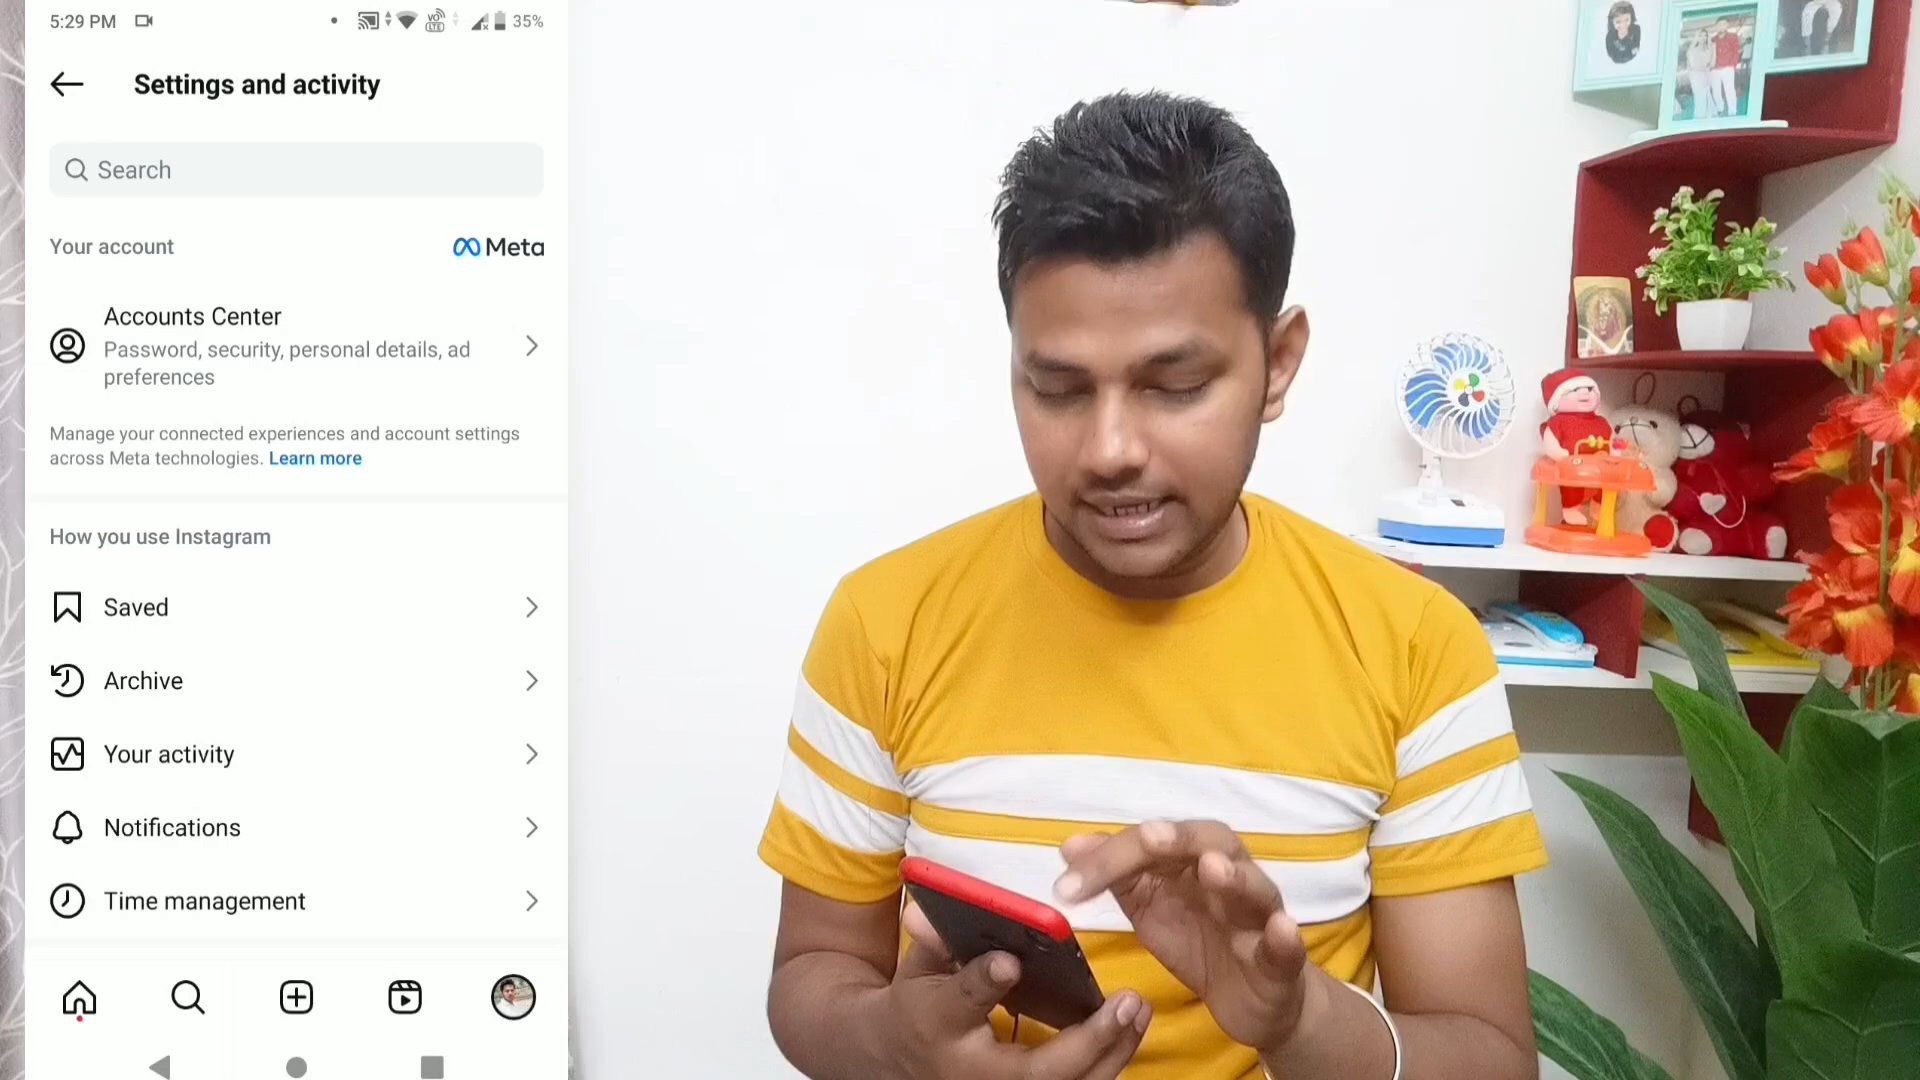 5:29 PM
VO LTE
35%
Settings and activity
Search
Your account
Meta
Accounts Center
Password, security, personal details, ad
preferences
Manage your connected experiences and account settings
across Meta technologies. Learn more
How you use Instagram
Saved
Archive
Your activity
Notifications
Time management